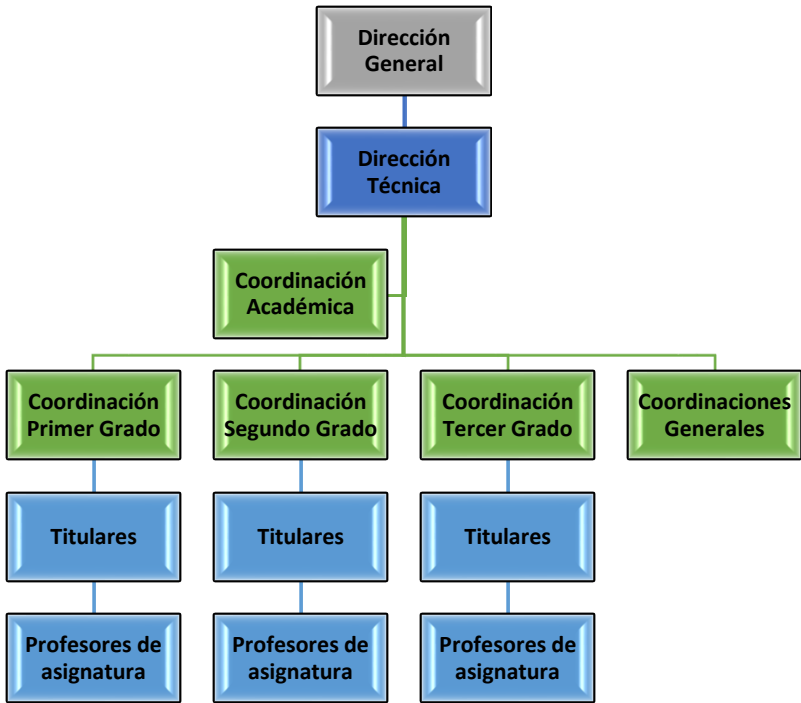 Dirección
General
Dirección
Técnica
Coordinación
Académica
Coordinación
Primer Grado
Coordinación
Segundo Grado
Coordinación
Tercer Grado
Coordinaciones
Generales
Titulares
Titulares
Titulares
Profesores de
asignatura
Profesores de
asignatura
Profesores de
asignatura